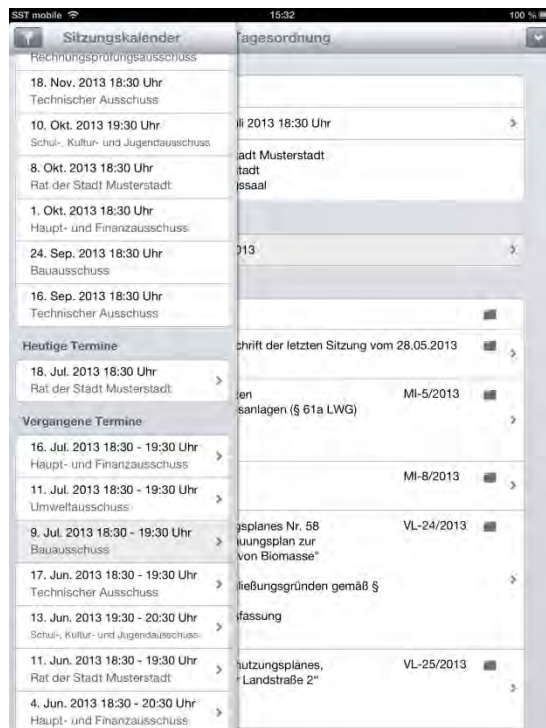 SST mobile 15:32 100 %
Sitzungskalender
Rechnungsprüfungsausschuss
18. Nov. 2013 18:30 Uhr
Technischer Ausschuss
10. Okt. 2013 19:30 Uhr
Schul-, Kultur- und Jugendausschuss
8. Okt. 2013 18:30 Uhr
Rat der Stadt Musterstadt
1. Okt. 2013 18:30 Uhr
Haupt- und Finanzausschuss
24. Sep. 2013 18:30 Uhr
Bauausschuss
16. Sep. 2013 18:30 Uhr
Technischer Ausschuss
Heutige Termine
18. Jul. 2013 18:30 Uhr
Rat der Stadt Musterstadt
Vergangene Termine
16. Jul. 2013 18:30 - 19:30 Uhr
Haupt- und Finanzausschuss
11. Jul. 2013 18:30 - 19:30 Uhr
Umweltausschuss
9. Jul. 2013 18:30 - 19:30 Uhr
Bauausschuss
17. Jun. 2013 18:30 - 19:30 Uhr
Technischer Ausschuss
13. Jun. 2013 19:30 - 20:30 Uhr
Schul-, Kultur- und Jugendausschuss
11. Jun. 2013 18:30 - 19:30 Uhr
Rat der Stadt Musterstadt
4. Jun. 2013 18:30 - 20:30 Uhr
Haupt- und Finanzausschuss
Tagesordnung
li 2013 18:30 Uhr
tadt Musterstadt
tadt
ssaal
013
chrift der letzten Sitzung vom 28.05.2013
en MI-5/2013
sanlagen (§ 61a LWG)
MI-8/2013
gsplanes Nr. 58 VL-24/2013
uungsplan zur
von Biomasse"
ließungsgründen gemäß §
sfassung
nutzungsplanes, VL-25/2013
r Landstraße 2"